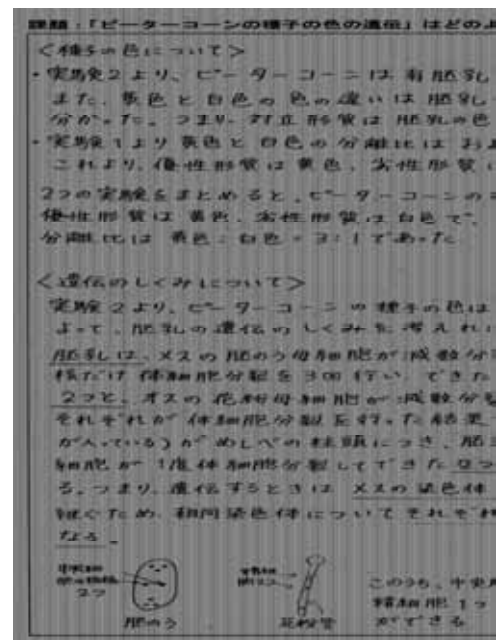 課題：「ピーターコーンの種子の色の遺伝」はどのよ
＜種子の色について＞
・実験2より、ピーターコーンは有胚乳
また、黄色と白色の色の違いは胚乳
分かった。つまり、対立形質は胚乳の色
・実験1より黄色と白色の分離比はおよ
これより、優性形質は黄色、劣性形質
2つの実験をまとめると、ピーターコーンの
優性形質は黄色、劣性形質は白色で、
分離比は黄色：白色＝3：1であった
＜遺伝のしくみについて＞
実験2より、ピーターコーンの種子の色は
よって、胚乳の遺伝のしくみを考えれ
胚乳は、メスの胚のう母細胞が減数分
核だけ体細胞分裂を3回行い、できた
2つと、オスの花粉母細胞が減数分裂
それぞれが体細胞分裂を行った結果
が入っている）がめしべの柱頭につき、
細胞が1度体細胞分裂してできた
る。つまり、遺伝するときはメスの染色体
継ぐため、相同染色体についてそれぞれ
なる。
中央細胞
2つ
胚のう
花粉管
このうち、中央
精細胞1つ
ができる